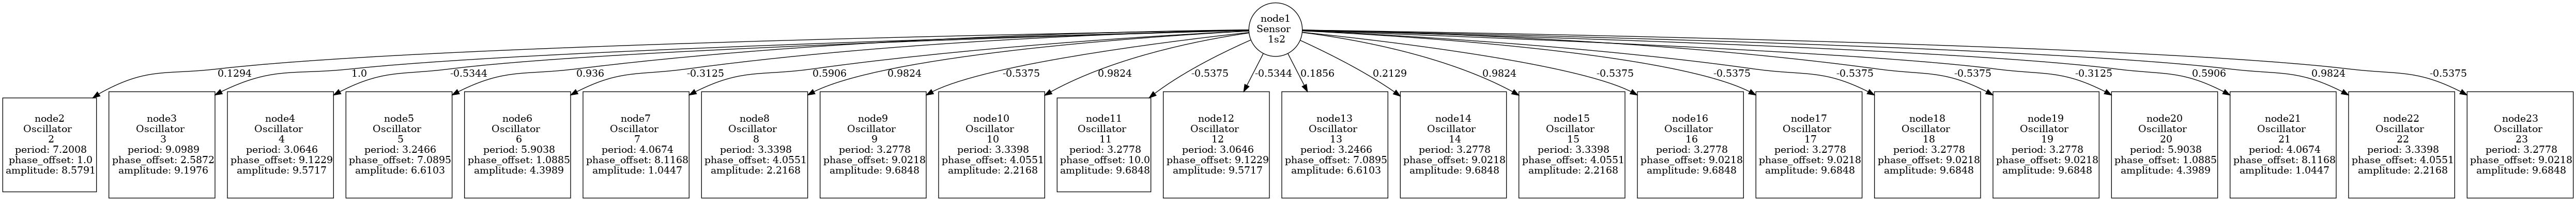 node1
Sensor
1s2
0.1294
1.0
-0.5344
0.936
-0.3125
0.5906
0.9824
-0.5375
0.9824
-0.5375
-0.5344
0.1856
0.2129
0.9824
-0.5375
-0.5375
-0.5375
-0.5375
-0.3125
0.5906
0.9824
-0.5375
node2
Oscillator
2
period: 7.2008
phase_offset: 1.0
amplitude: 8.5791
node3
Oscillator
3
period: 9.0989
phase_offset: 2.5872
amplitude: 9.1976
node4
Oscillator
4
period: 3.0646
phase_offset: 9.1229
amplitude: 9.5717
node5
Oscillator
5
period: 3.2466
phase_offset: 7.0895
amplitude: 6.6103
node6
Oscillator
6
period: 5.9038
phase_offset: 1.0885
amplitude: 4.3989
node7
Oscillator
7
period: 4.0674
phase_offset: 8.1168
amplitude: 1.0447
node8
Oscillator
8
period: 3.3398
phase_offset: 4.0551
amplitude: 2.2168
node9
Oscillator
9
period: 3.2778
phase_offset: 9.0218
amplitude: 9.6848
node10
Oscillator
10
period: 3.3398
phase_offset: 4.0551
amplitude: 2.2168
node11
Oscillator
11
period: 3.2778
phase_offset: 10.0
amplitude: 9.6848
node12
Oscillator
12
period: 3.0646
phase_offset: 9.1229
amplitude: 9.5717
node13
Oscillator
13
period: 3.2466
phase_offset: 7.0895
amplitude: 6.6103
node14
Oscillator
14
period: 3.2778
phase_offset: 9.0218
amplitude: 9.6848
node15
Oscillator
15
period: 3.3398
phase_offset: 4.0551
amplitude: 2.2168
node16
Oscillator
16
period: 3.2778
phase_offset: 9.0218
amplitude: 9.6848
node17
Oscillator
17
period: 3.2778
phase_offset: 9.0218
amplitude: 9.6848
node18
Oscillator
18
period: 3.2778
phase_offset: 9.0218
amplitude: 9.6848
node19
Oscillator
19
period: 3.2778
phase_offset: 9.0218
amplitude: 9.6848
node20
Oscillator
20
period: 5.9038
phase_offset: 1.0885
amplitude: 4.3989
node21
Oscillator
21
period: 4.0674
phase_offset: 8.1168
amplitude: 1.0447
node22
Oscillator
22
period: 3.3398
phase_offset: 4.0551
amplitude: 2.2168
node23
Oscillator
23
period: 3.2778
phase_offset: 9.0218
amplitude: 9.6848